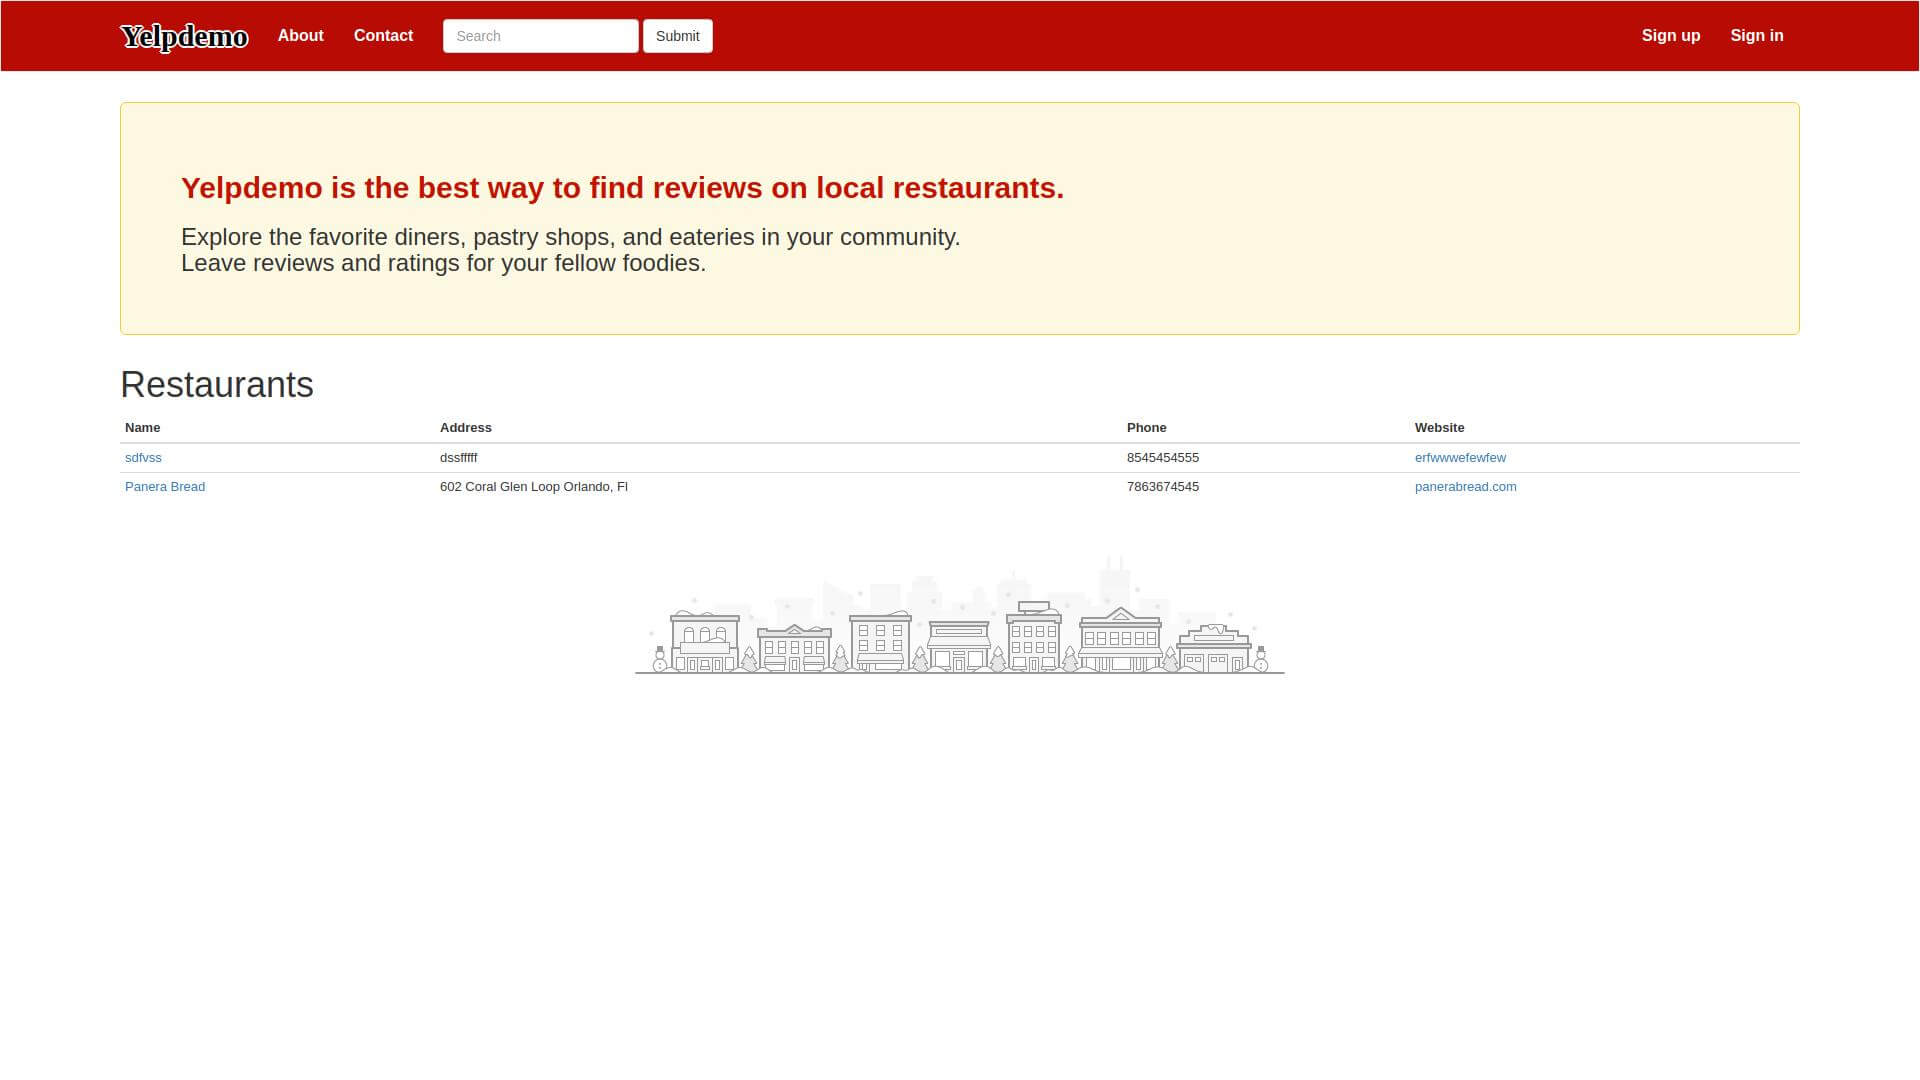 Yelpdemo About Contact Search Submit Sign up Sign in
Yelpdemo is the best way to find reviews on local restaurants.
Explore the favorite diners, pastry shops, and eateries in your community.
Leave reviews and ratings for your fellow foodies.
Restaurants
Name Address Phone Website
sdfvss dssfffff 8545454555 erfwwwefewfew
Panera Bread 602 Coral Glen Loop Orlando, Fl 7863674545 panerabread.com